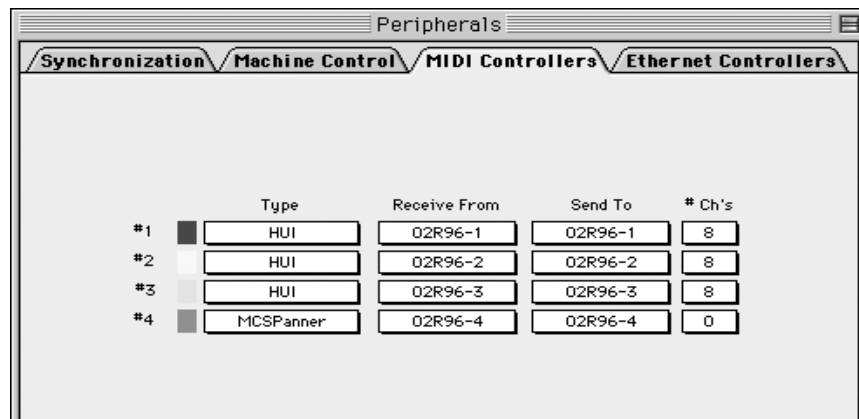 Peripherals
Synchronization Machine Control MIDI Controllers Ethernet Controllers
Type Receive From Send To # Ch's
#1 HUI 02R96-1 02R96-1 8
#2 HUI 02R96-2 02R96-2 8
#3 HUI 02R96-3 02R96-3 8
#4 MCSPanner 02R96-4 02R96-4 0